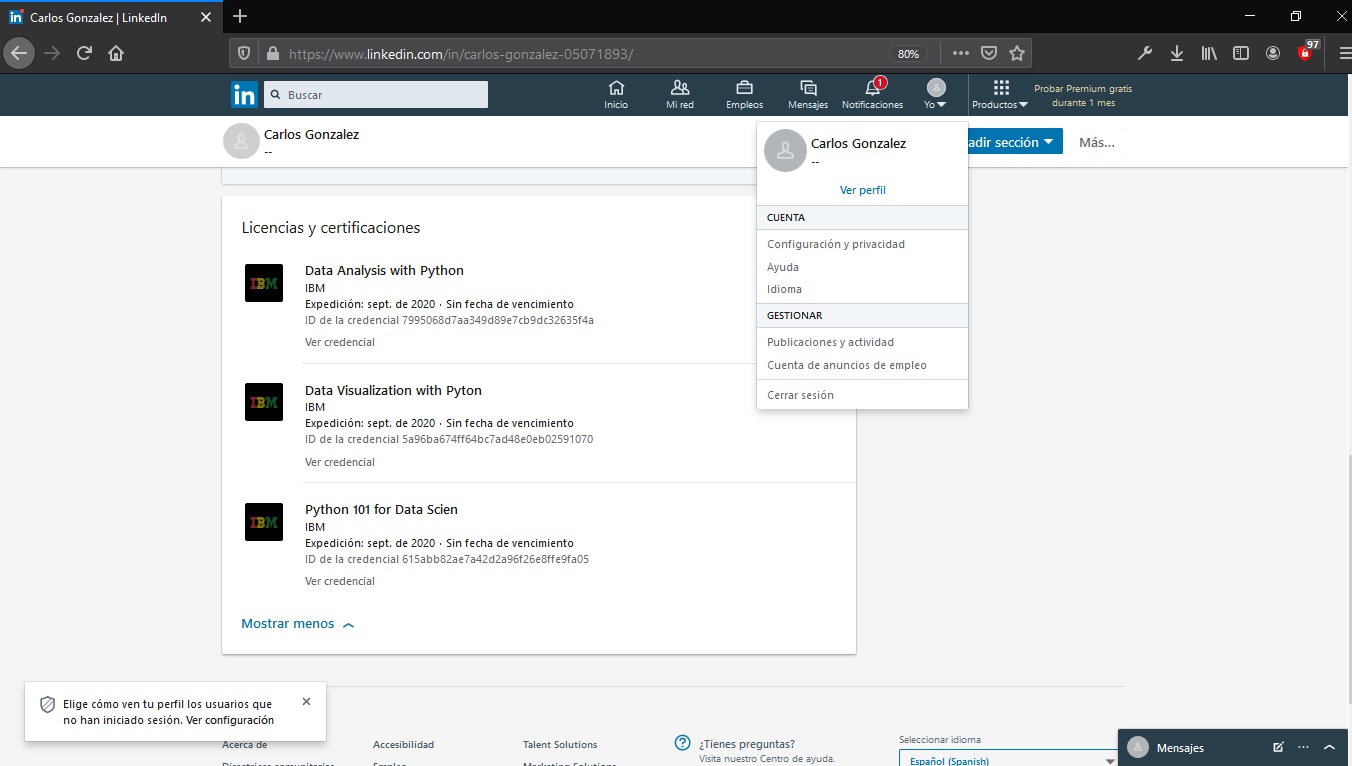 Carlos Gonzalez | LinkedIn
https://www.linkedin.com/in/carlos-gonzalez-05071893/
80%
97
in
Buscar
Inicio
Mi red
Empleos
Mensajes
1
Notificaciones
Yo
Productos
Probar Premium gratis
durante 1 mes
Carlos Gonzalez
--
adir sección
Más...
Carlos Gonzalez
--
Ver perfil
CUENTA
Configuración y privacidad
Ayuda
Idioma
GESTIONAR
Publicaciones y actividad
Cuenta de anuncios de empleo
Cerrar sesión
Licencias y certificaciones
IBM
Data Analysis with Python
IBM
Expedición: sept. de 2020 · Sin fecha de vencimiento
ID de la credencial 7995068d7aa349d89e7cb9dc32635f4a
Ver credencial
IBM
Data Visualization with Pyton
IBM
Expedición: sept. de 2020 · Sin fecha de vencimiento
ID de la credencial 5a96ba674ff64bc7ad48e0eb02591070
Ver credencial
IBM
Python 101 for Data Scien
IBM
Expedición: sept. de 2020 · Sin fecha de vencimiento
ID de la credencial 615abb82ae7a42d2a96f26e8ffe9fa05
Ver credencial
Mostrar menos
Elige cómo ven tu perfil los usuarios que
no han iniciado sesión. Ver configuración
Acerca de
Accesibilidad
Talent Solutions
¿Tienes preguntas?
Visita nuestro Centro de ayuda.
Seleccionar idioma
Español (Spanish)
Directrices comunitarias
Empleo
Marketing Solutions
Mensajes